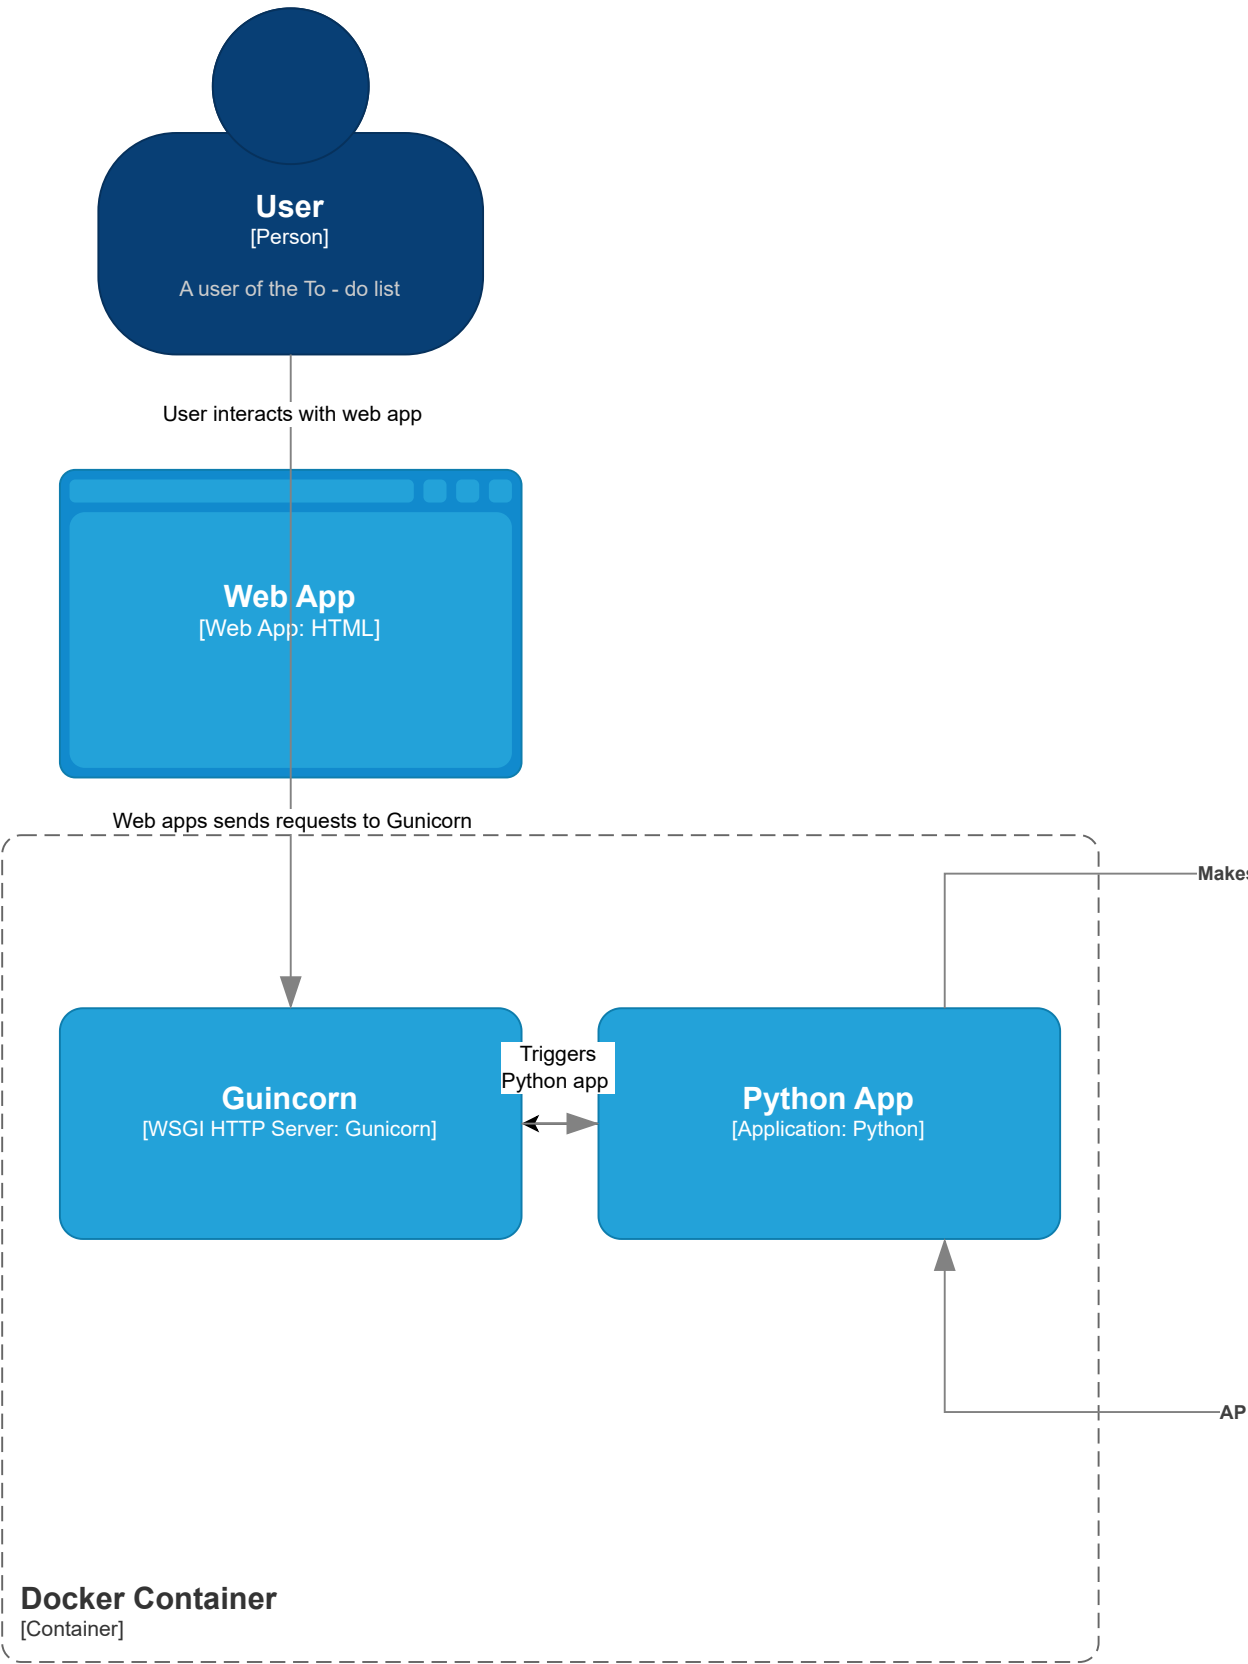 User
[Person]
A user of the To - do list
User interacts with web app
Web App
[Web App: HTML]
Web apps sends requests to Gunicorn
Makes
Guincorn
[WSGI HTTP Server: Gunicorn]
Triggers
Python app
Python App
[Application: Python]
AP
Docker Container
[Container]